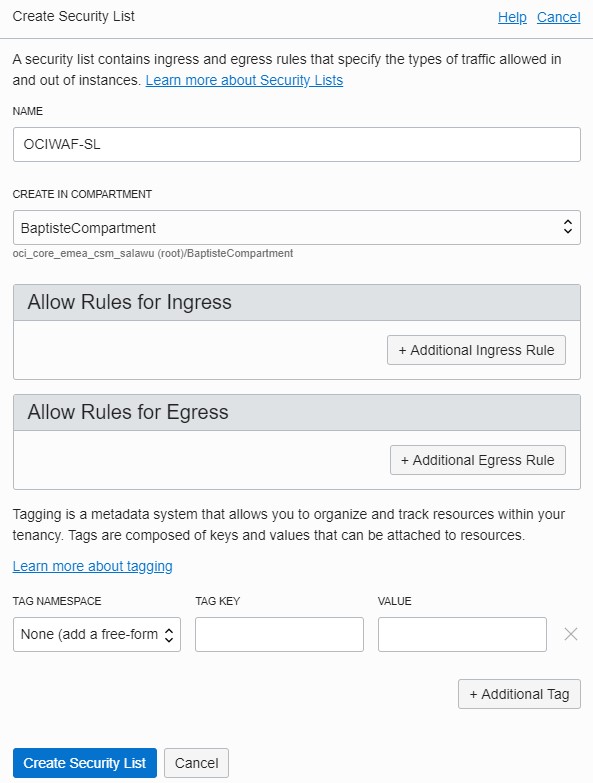 Create Security List Help Cancel
A security list contains ingress and egress rules that specify the types of traffic allowed in
and out of instances. Learn more about Security Lists
NAME
OCIWAF-SL
CREATE IN COMPARTMENT
BaptisteCompartment
oci_core_emea_csm_salawu (root)/BaptisteCompartment
Allow Rules for Ingress
+ Additional Ingress Rule
Allow Rules for Egress
+ Additional Egress Rule
Tagging is a metadata system that allows you to organize and track resources within your
tenancy. Tags are composed of keys and values that can be attached to resources.
Learn more about tagging
TAG NAMESPACE TAG KEY VALUE
None (add a free-form
+ Additional Tag
Create Security List Cancel